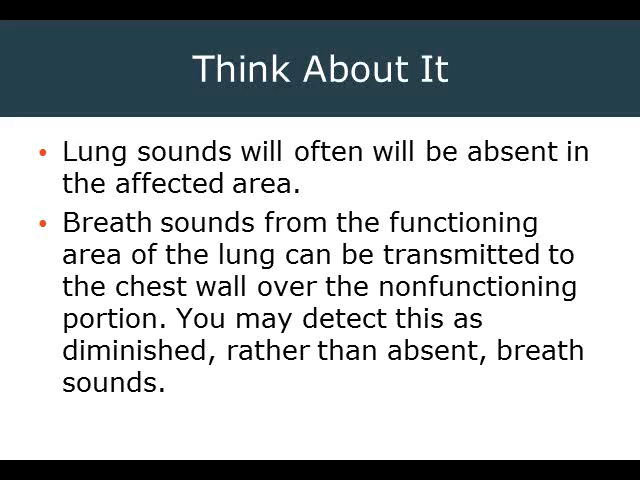 Think About It
• Lung sounds will often will be absent in
the affected area.
• Breath sounds from the functioning
area of the lung can be transmitted to
the chest wall over the nonfunctioning
portion. You may detect this as
diminished, rather than absent, breath
sounds.